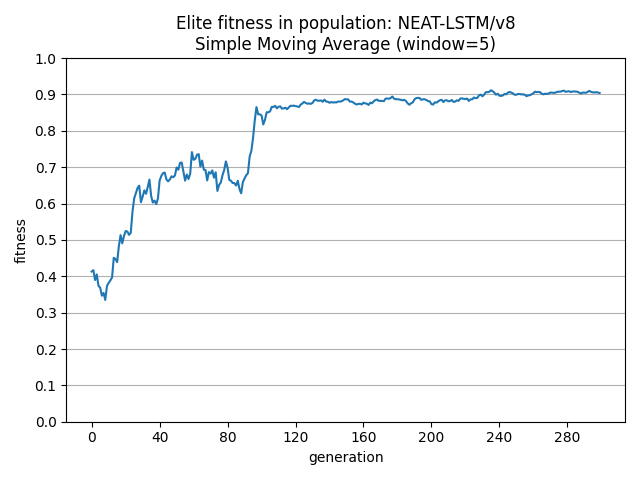 Elite fitness in population: NEAT-LSTM/v8
Simple Moving Average (window=5)
1.0
0.9
0.8
0.7
0.6
0.5
0.4
0.3
0.2
0.1
0.0
fitness
0 40 80 120 160 200 240 280
generation